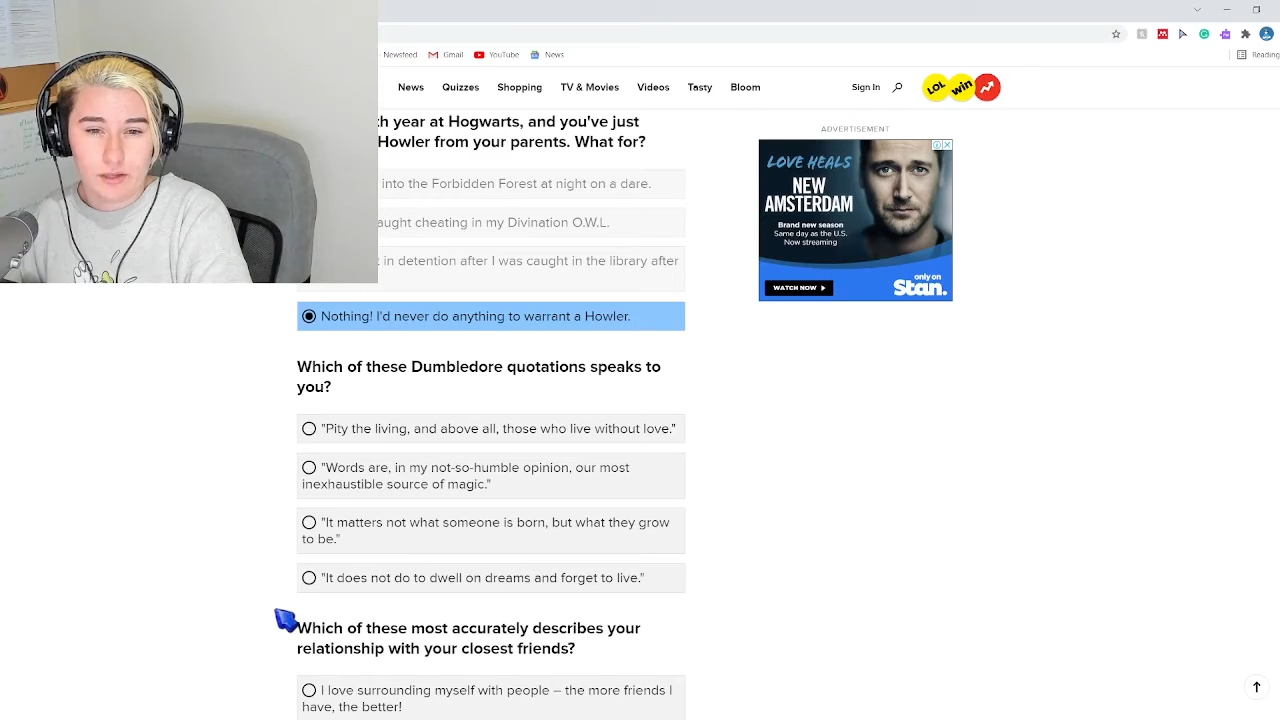 Newsfeed Gmail YouTube News Reading
News Quizzes Shopping TV & Movies Videos Tasty Bloom Sign In LOL win
th year at Hogwarts, and you've just
Howler from your parents. What for?
into the Forbidden Forest at night on a dare.
aught cheating in my Divination O.W.L.
in detention after I was caught in the library after
Nothing! I'd never do anything to warrant a Howler.
Which of these Dumbledore quotations speaks to
you?
"Pity the living, and above all, those who live without love."
"Words are, in my not-so-humble opinion, our most
inexhaustible source of magic."
"It matters not what someone is born, but what they grow
to be."
"It does not do to dwell on dreams and forget to live."
Which of these most accurately describes your
relationship with your closest friends?
I love surrounding myself with people – the more friends I
have, the better!
ADVERTISEMENT
LOVE HEALS
NEW
AMSTERDAM
Brand new season
Same day as the U.S.
Now streaming
WATCH NOW
only on
Stan.